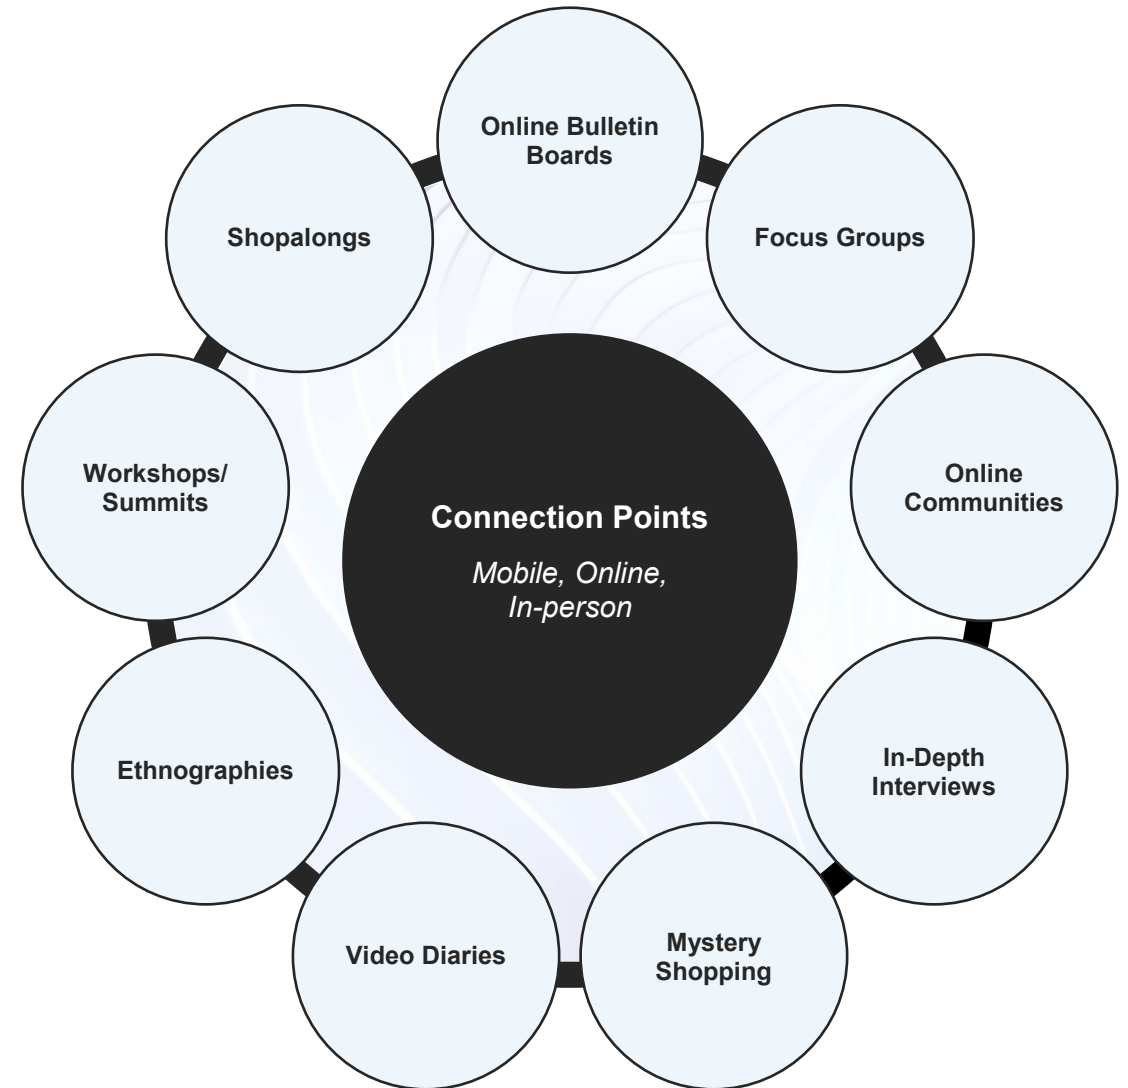 Online Bulletin
Boards
Focus Groups
Online
Communities
In-Depth
Interviews
Mystery
Shopping
Video Diaries
Ethnographies
Workshops/
Summits
Shopalongs
Connection Points
Mobile, Online,
In-person